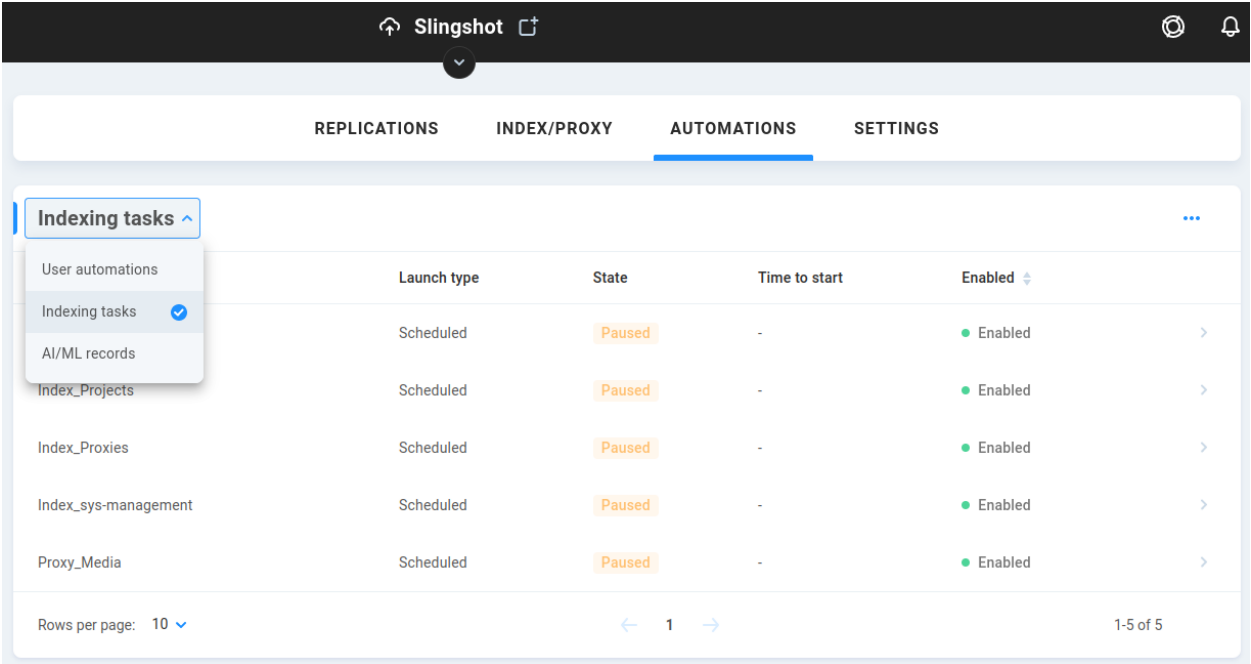 Slingshot
REPLICATIONS INDEX/PROXY AUTOMATIONS SETTINGS
Indexing tasks
User automations
Indexing tasks
AI/ML records
Launch type State Time to start Enabled
Scheduled Paused - Enabled
Index_Projects Scheduled Paused - Enabled
Index_Proxies Scheduled Paused - Enabled
Index_sys-management Scheduled Paused - Enabled
Proxy_Media Scheduled Paused - Enabled
Rows per page: 10 1 1-5 of 5